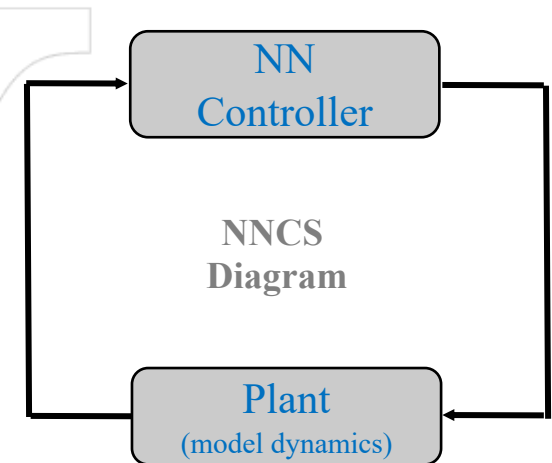 NN
Controller
NNCS
Diagram
Plant
(model dynamics)